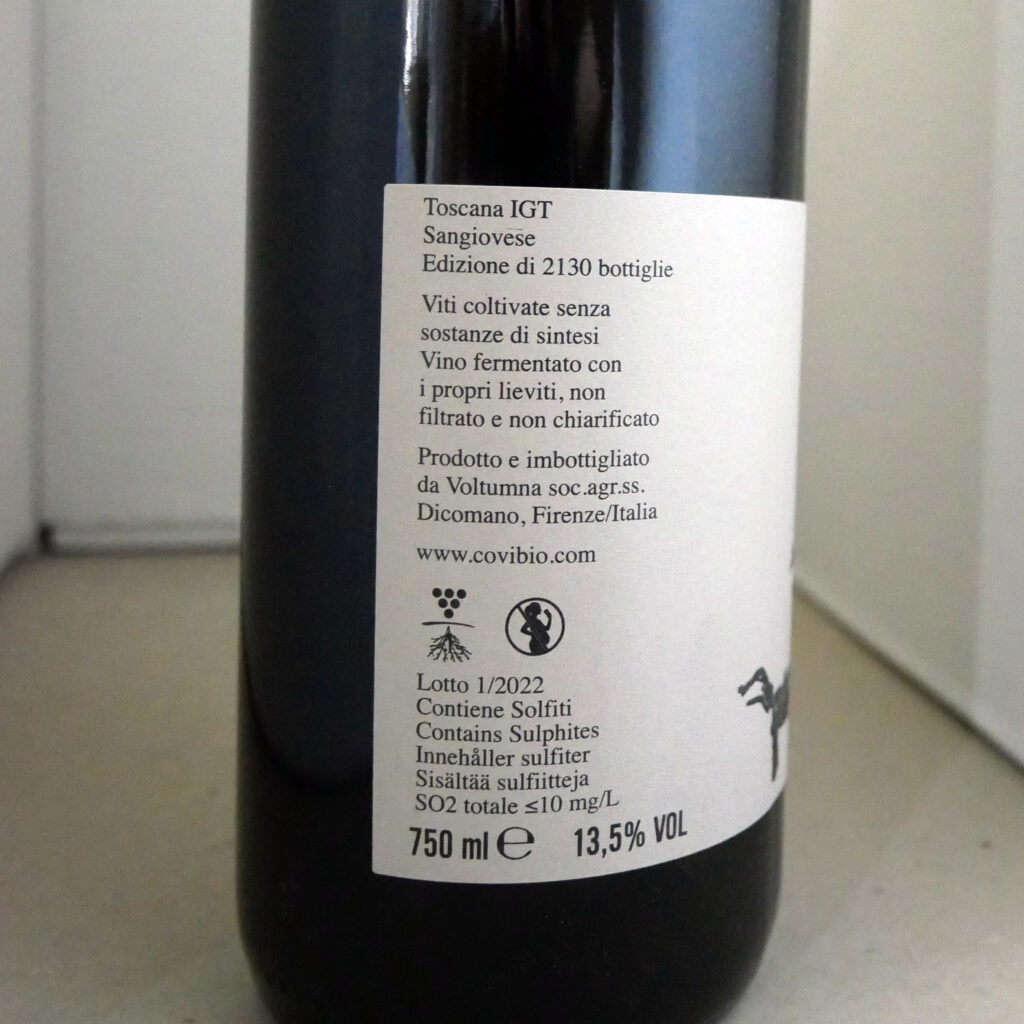 Toscana IGT
Sangiovese
Edizione di 2130 bottiglie
Viti coltivate senza
sostanze di sintesi
Vino fermentato con
i propri lieviti, non
filtrato e non chiarificato
Prodotto e imbottigliato
da Voltumna soc.agr.ss.
Dicomano, Firenze/Italia
www.covibio.com
Lotto 1/2022
Contiene Solfiti
Contains Sulphites
Innehåller sulfiter
Sisältää sulfiitteja
SO2 totale ≤10 mg/L
750 ml ℮ 13,5% VOL